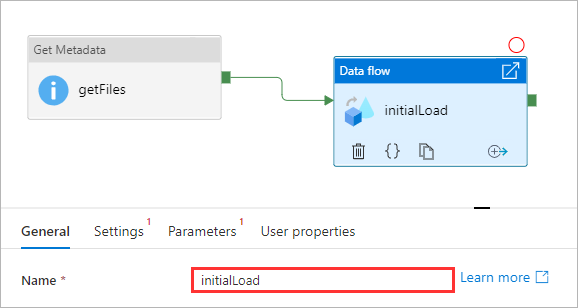 Get Metadata
getFiles
Data flow
initialLoad
{}
General
Settings 1
Parameters 1
User properties
Name *
initialLoad
Learn more